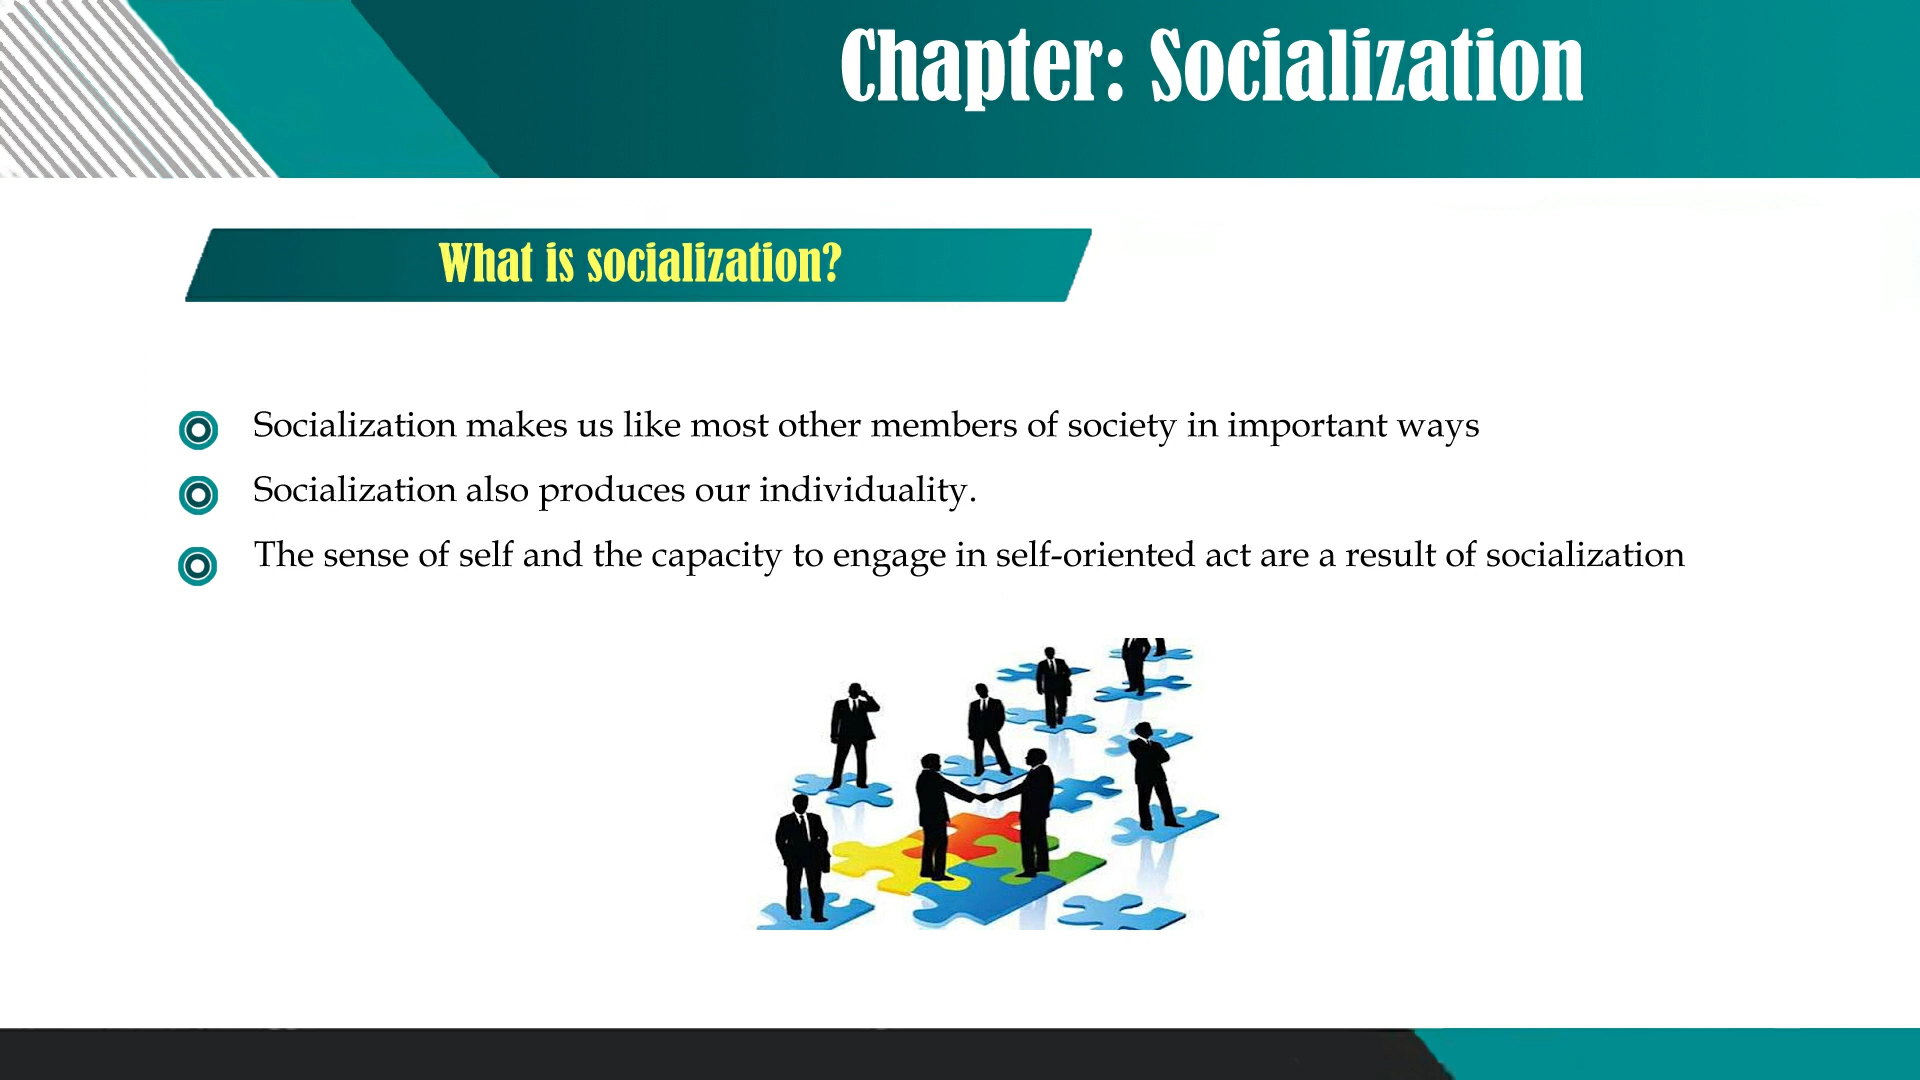 Chapter: Socialization
What is socialization?
Socialization makes us like most other members of society in important ways
Socialization also produces our individuality.
The sense of self and the capacity to engage in self-oriented act are a result of socialization